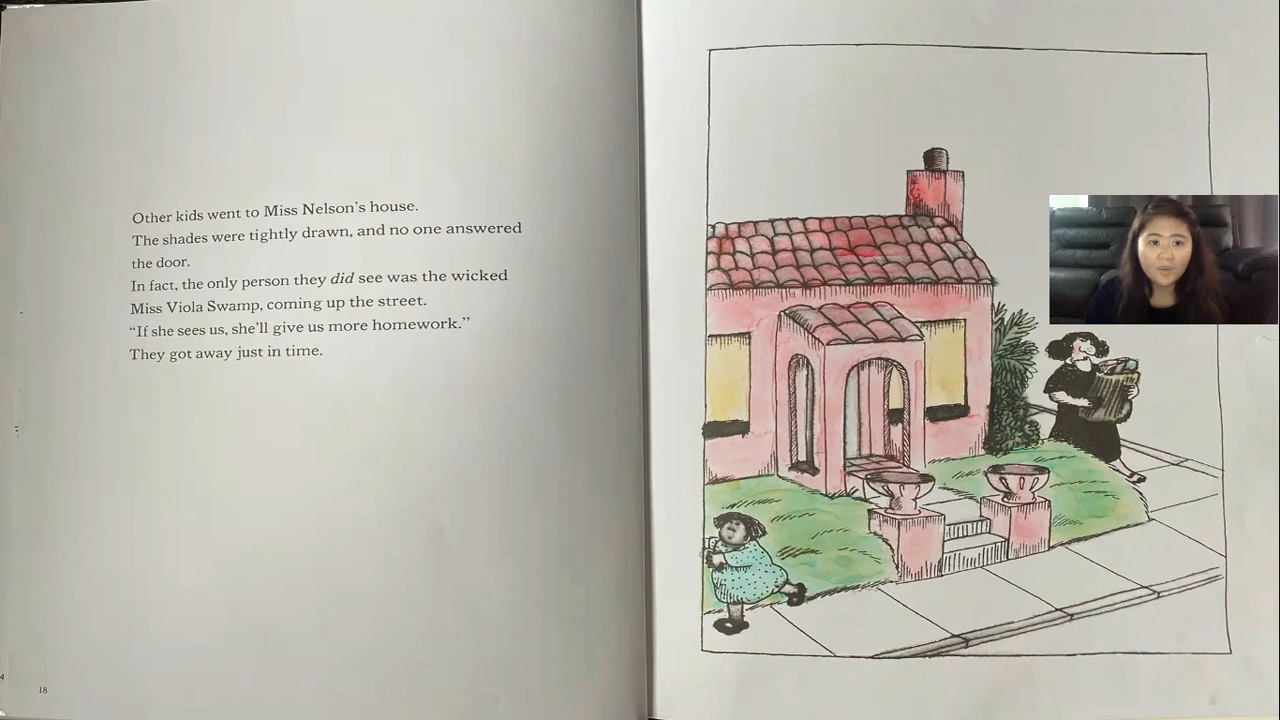 Other kids went to Miss Nelson's house.
The shades were tightly drawn, and no one answered
the door.
In fact, the only person they did see was the wicked
Miss Viola Swamp, coming up the street.
“If she sees us, she'll give us more homework.”
They got away just in time.
18